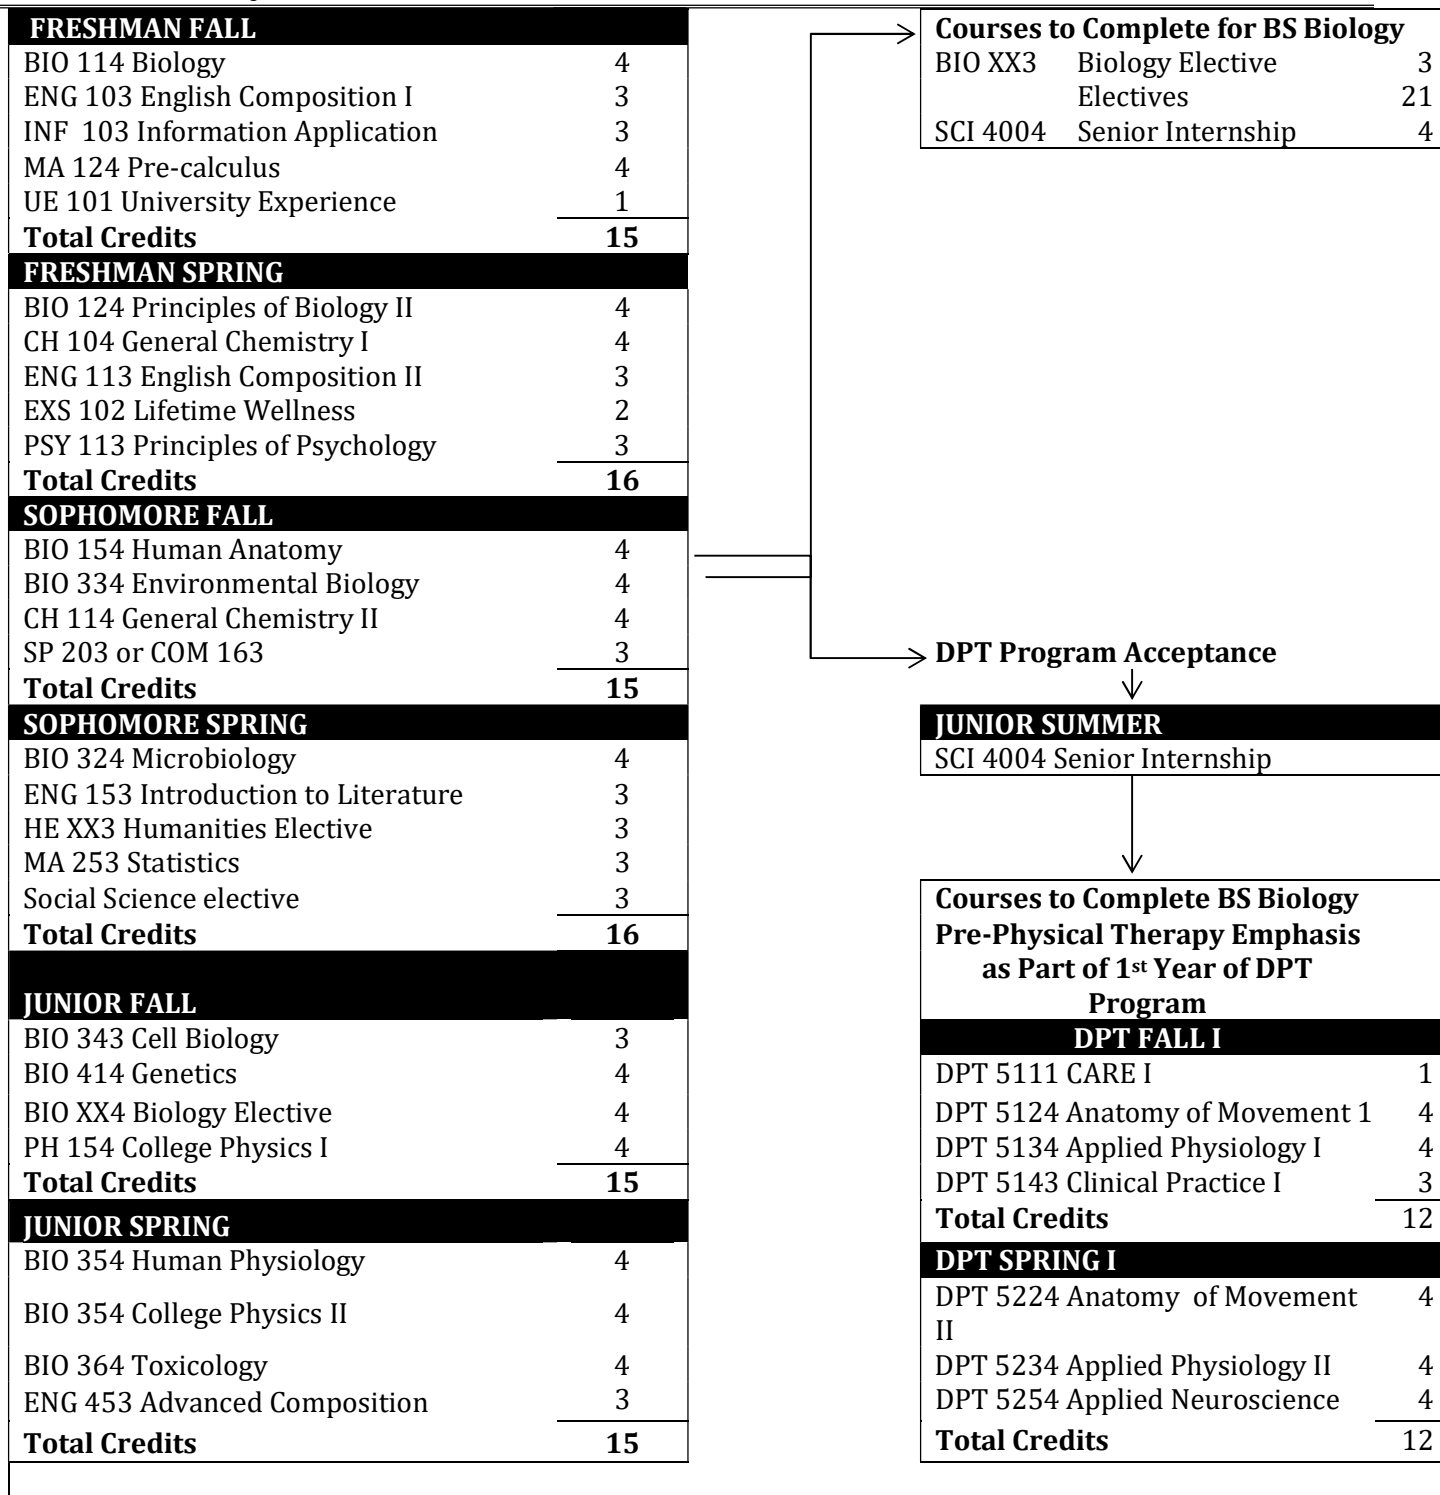 FRESHMAN FALL
BIO 114 Biology 4
ENG 103 English Composition I 3
INF 103 Information Application 3
MA 124 Pre-calculus 4
UE 101 University Experience 1
Total Credits 15
FRESHMAN SPRING
BIO 124 Principles of Biology II 4
CH 104 General Chemistry I 4
ENG 113 English Composition II 3
EXS 102 Lifetime Wellness 2
PSY 113 Principles of Psychology 3
Total Credits 16
SOPHOMORE FALL
BIO 154 Human Anatomy 4
BIO 334 Environmental Biology 4
CH 114 General Chemistry II 4
SP 203 or COM 163 3
Total Credits 15
SOPHOMORE SPRING
BIO 324 Microbiology 4
ENG 153 Introduction to Literature 3
HE XX3 Humanities Elective 3
MA 253 Statistics 3
Social Science elective 3
Total Credits 16
JUNIOR FALL
BIO 343 Cell Biology 3
BIO 414 Genetics 4
BIO XX4 Biology Elective 4
PH 154 College Physics I 4
Total Credits 15
JUNIOR SPRING
BIO 354 Human Physiology 4
BIO 354 College Physics II 4
BIO 364 Toxicology 4
ENG 453 Advanced Composition 3
Total Credits 15
Courses to Complete for BS Biology
BIO XX3 Biology Elective 3
Electives 21
SCI 4004 Senior Internship 4
DPT Program Acceptance
JUNIOR SUMMER
SCI 4004 Senior Internship
Courses to Complete BS Biology
Pre-Physical Therapy Emphasis
as Part of 1st Year of DPT
Program
DPT FALL I
DPT 5111 CARE I 1
DPT 5124 Anatomy of Movement 1 4
DPT 5134 Applied Physiology I 4
DPT 5143 Clinical Practice I 3
Total Credits 12
DPT SPRING I
DPT 5224 Anatomy of Movement 4
II
DPT 5234 Applied Physiology II 4
DPT 5254 Applied Neuroscience 4
Total Credits 12